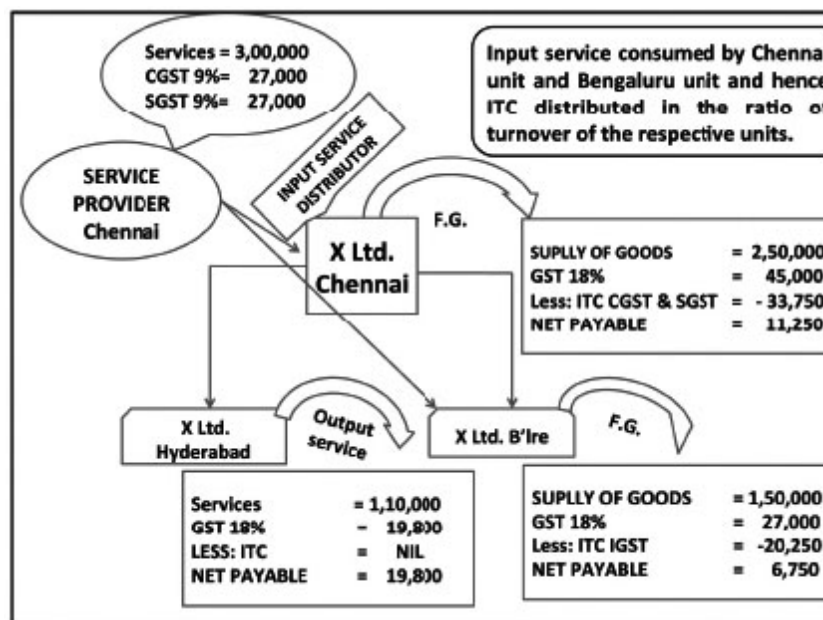 Services = 3,00,000
CGST 9%= 27,000
SGST 9%= 27,000
Input service consumed by Chenna
unit and Bengaluru unit and hence
ITC distributed in the ratio o
turnover of the respective units.
INPUT SERVICE
DISTRIBUTOR
SERVICE
PROVIDER
Chennai
F.G.
X Ltd.
Chennai
SUPLLY OF GOODS = 2,50,000
GST 18% = 45,000
Less: ITC CGST & SGST = - 33,750
NET PAYABLE = 11,250
X Ltd.
Hyderabad
Output
service
X Ltd. B'lre
F.G.
Services = 1,10,000
GST 18% – 19,800
LESS: ITC = NIL
NET PAYABLE = 19,800
SUPLLY OF GOODS = 1,50,000
GST 18% = 27,000
Less: ITC IGST = -20,250
NET PAYABLE = 6,750